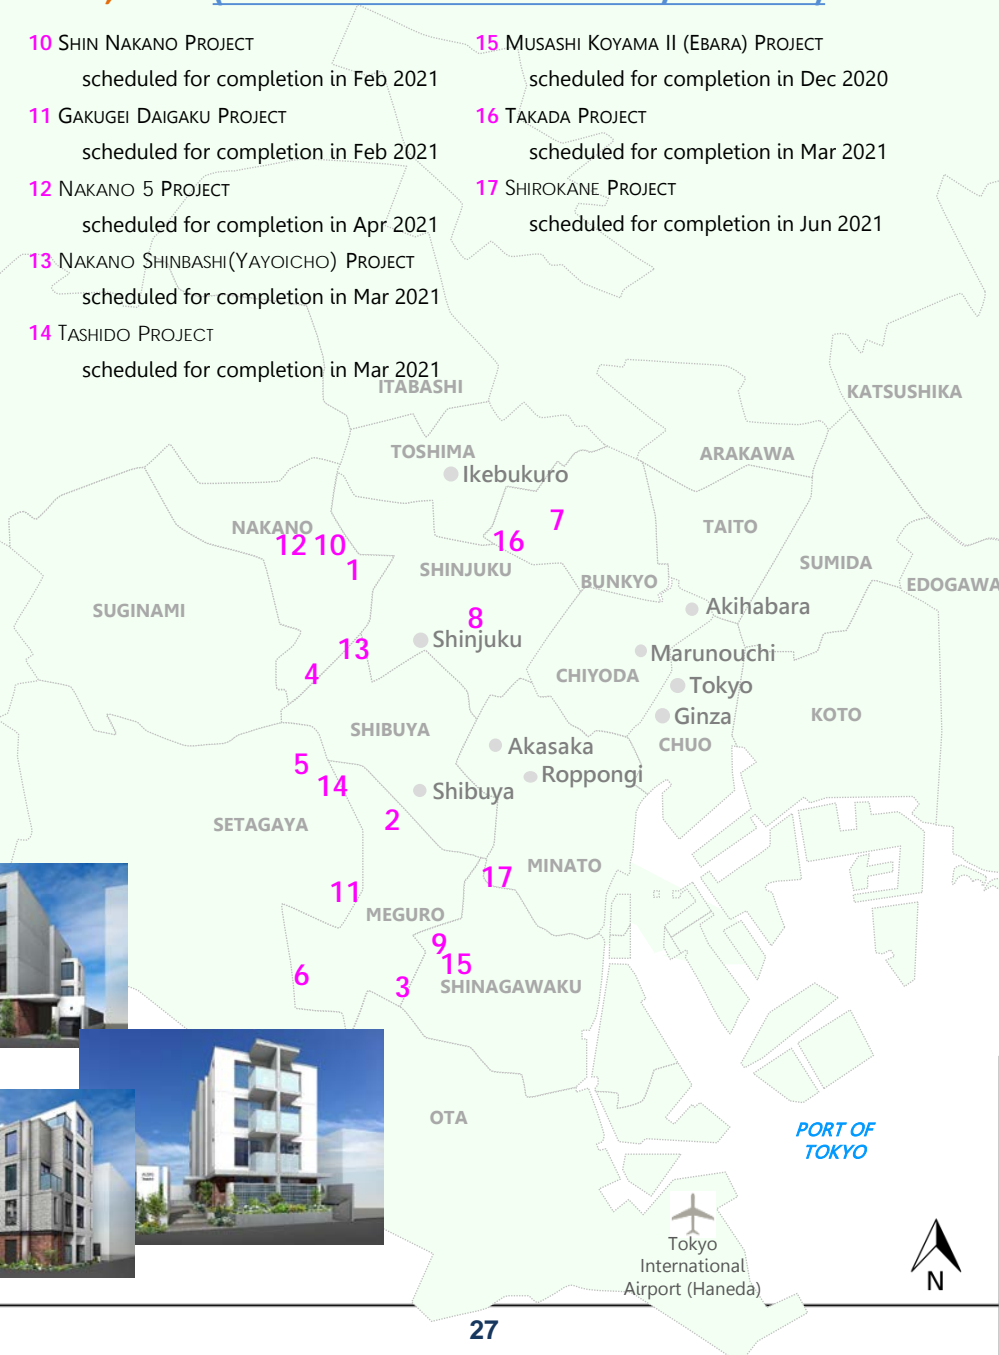 10 SHIN NAKANO PROJECT
scheduled for completion in Feb 2021
11 GAKUGEI DAIGAKU PROJECT
scheduled for completion in Feb 2021
12 NAKANO 5 PROJECT
scheduled for completion in Apr 2021
13 NAKANO SHINBASHI(YAYOICHO) PROJECT
scheduled for completion in Mar 2021
14 TASHIDO PROJECT
scheduled for completion in Mar 2021
15 MUSASHI KOYAMA II (EBARA) PROJECT
scheduled for completion in Dec 2020
16 TAKADA PROJECT
scheduled for completion in Mar 2021
17 SHIROKANE PROJECT
scheduled for completion in Jun 2021
ITABASHI
KATSUSHIKA
TOSHIMA
ARAKAWA
Ikebukuro
NAKANO
7
TAITO
12 10
16
1
SHINJUKU
BUNKYO
SUMIDA
EDOGAWA
SUGINAMI
8
Akihabara
Shinjuku
13
Marunouchi
4
CHIYODA
Tokyo
Ginza
KOTO
SHIBUYA
CHUO
Akasaka
5
Roppongi
14
Shibuya
SETAGAYA
2
MINATO
17
11
MEGURO
9
15
6
3
SHINAGAWAKU
OTA
PORT OF
TOKYO
Tokyo
International
Airport (Haneda)
N
27